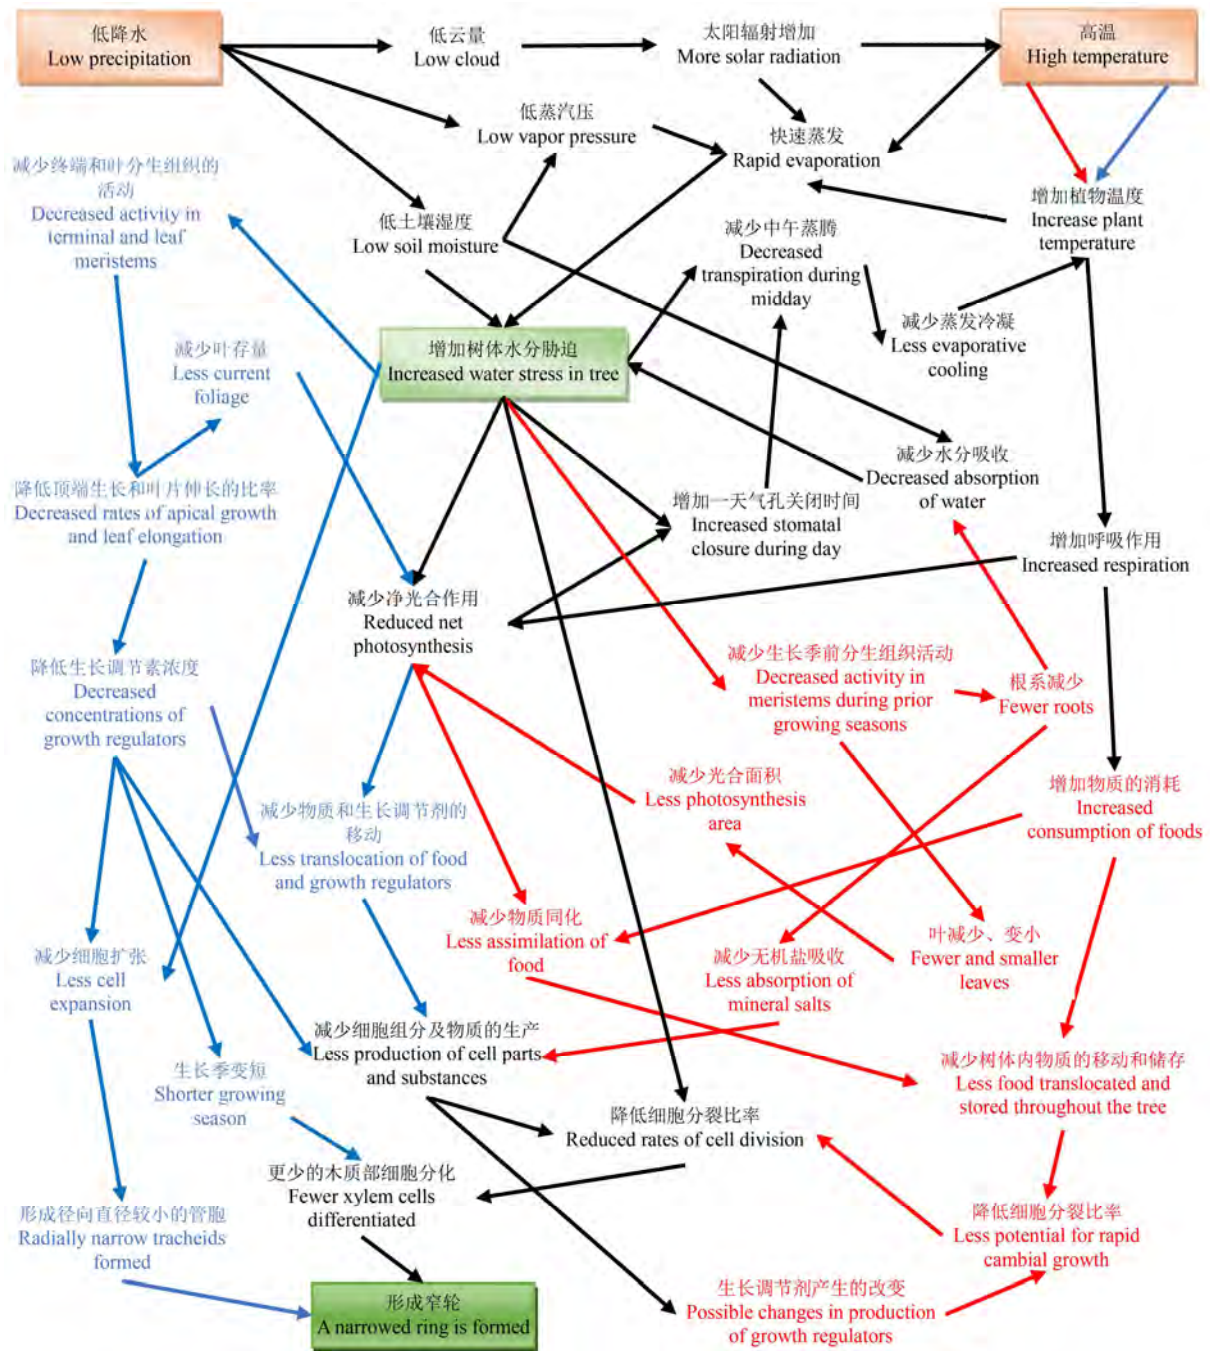 低降水
Low precipitation
低云量
Low cloud
太阳辐射增加
More solar radiation
高温
High temperature
低蒸汽压
Low vapor pressure
快速蒸发
Rapid evaporation
减少终端和叶分生组织的
活动
Decreased activity in
terminal and leaf
meristems
低土壤湿度
Low soil moisture
减少中午蒸腾
Decreased
transpiration during
midday
增加植物温度
Increase plant
temperature
减少叶存量
Less current
foliage
增加树体水分胁迫
Increased water stress in tree
减少蒸发冷凝
Less evaporative
cooling
降低顶端生长和叶片伸长的比率
Decreased rates of apical growth
and leaf elongation
增加一天气孔关闭时间
Increased stomatal
closure during day
减少水分吸收
Decreased absorption
of water
增加呼吸作用
Increased respiration
减少净光合作用
Reduced net
photosynthesis
降低生长调节素浓度
Decreased
concentrations of
growth regulators
减少生长季前分生组织活动
Decreased activity in
meristems during prior
growing seasons
根系减少
Fewer roots
减少物质和生长调节剂的
移动
Less translocation of food
and growth regulators
减少光合面积
Less photosynthesis
area
增加物质的消耗
Increased
consumption of foods
减少细胞扩张
Less cell
expansion
减少物质同化
Less assimilation of
food
减少无机盐吸收
Less absorption of
mineral salts
叶减少、变小
Fewer and smaller
leaves
生长季变短
Shorter growing
season
减少细胞组分及物质的生产
Less production of cell parts
and substances
降低细胞分裂比率
Reduced rates of cell division
减少树体内物质的移动和储存
Less food translocated and
stored throughout the tree
形成径向直径较小的管胞
Radially narrow tracheids
formed
更少的木质部细胞分化
Fewer xylem cells
differentiated
降低细胞分裂比率
Less potential for rapid
cambial growth
形成窄轮
A narrowed ring is formed
生长调节剂产生的改变
Possible changes in production
of growth regulators